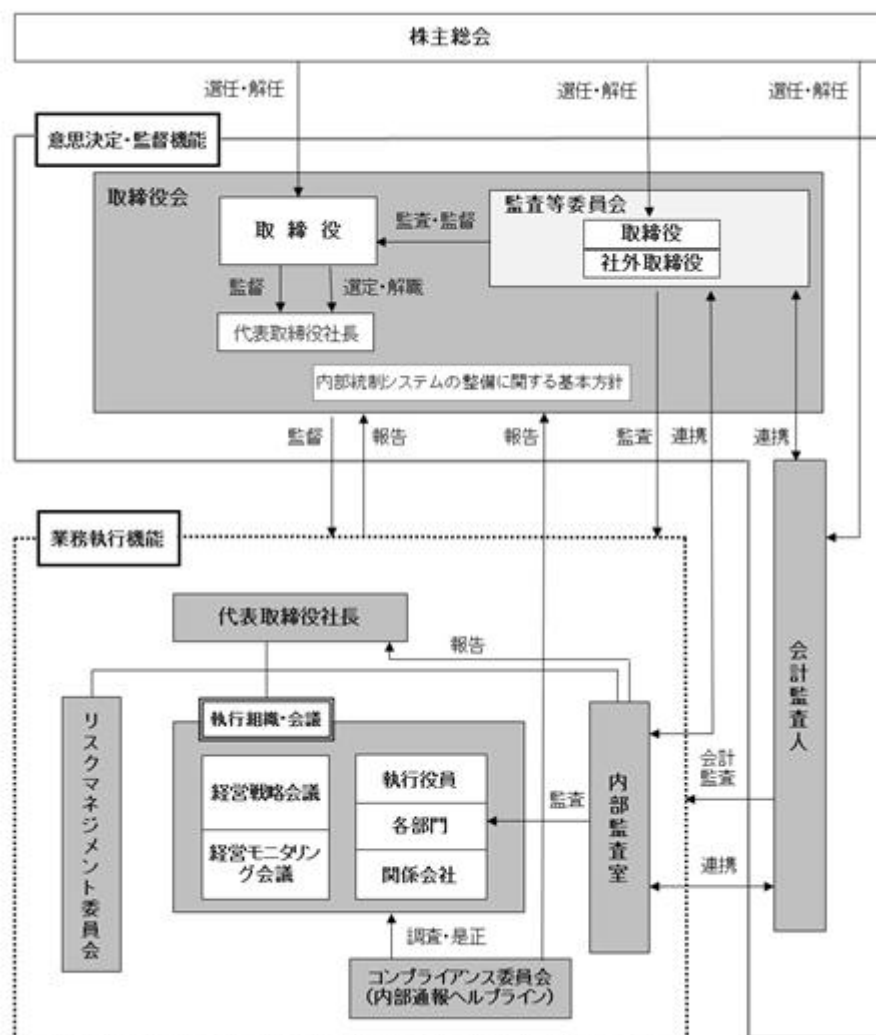 株主総会
選任・解任
選任・解任
選任・解任
意思決定・監督機能
取締役会
取締役
監査・監督
監査等委員会
取締役
社外取締役
監督
選定・解職
代表取締役社長
内部統制システムの整備に関する基本方針
監督
報告
報告
監査
連携
連携
業務執行機能
代表取締役社長
報告
会計監査人
リスクマネジメント委員会
執行組織・会議
経営戦略会議
経営モニタリン
グ会議
執行役員
各部門
関係会社
監査
内部監査室
会計
監査
連携
調査・是正
コンプライアンス委員会
(内部通報ヘルプライン)